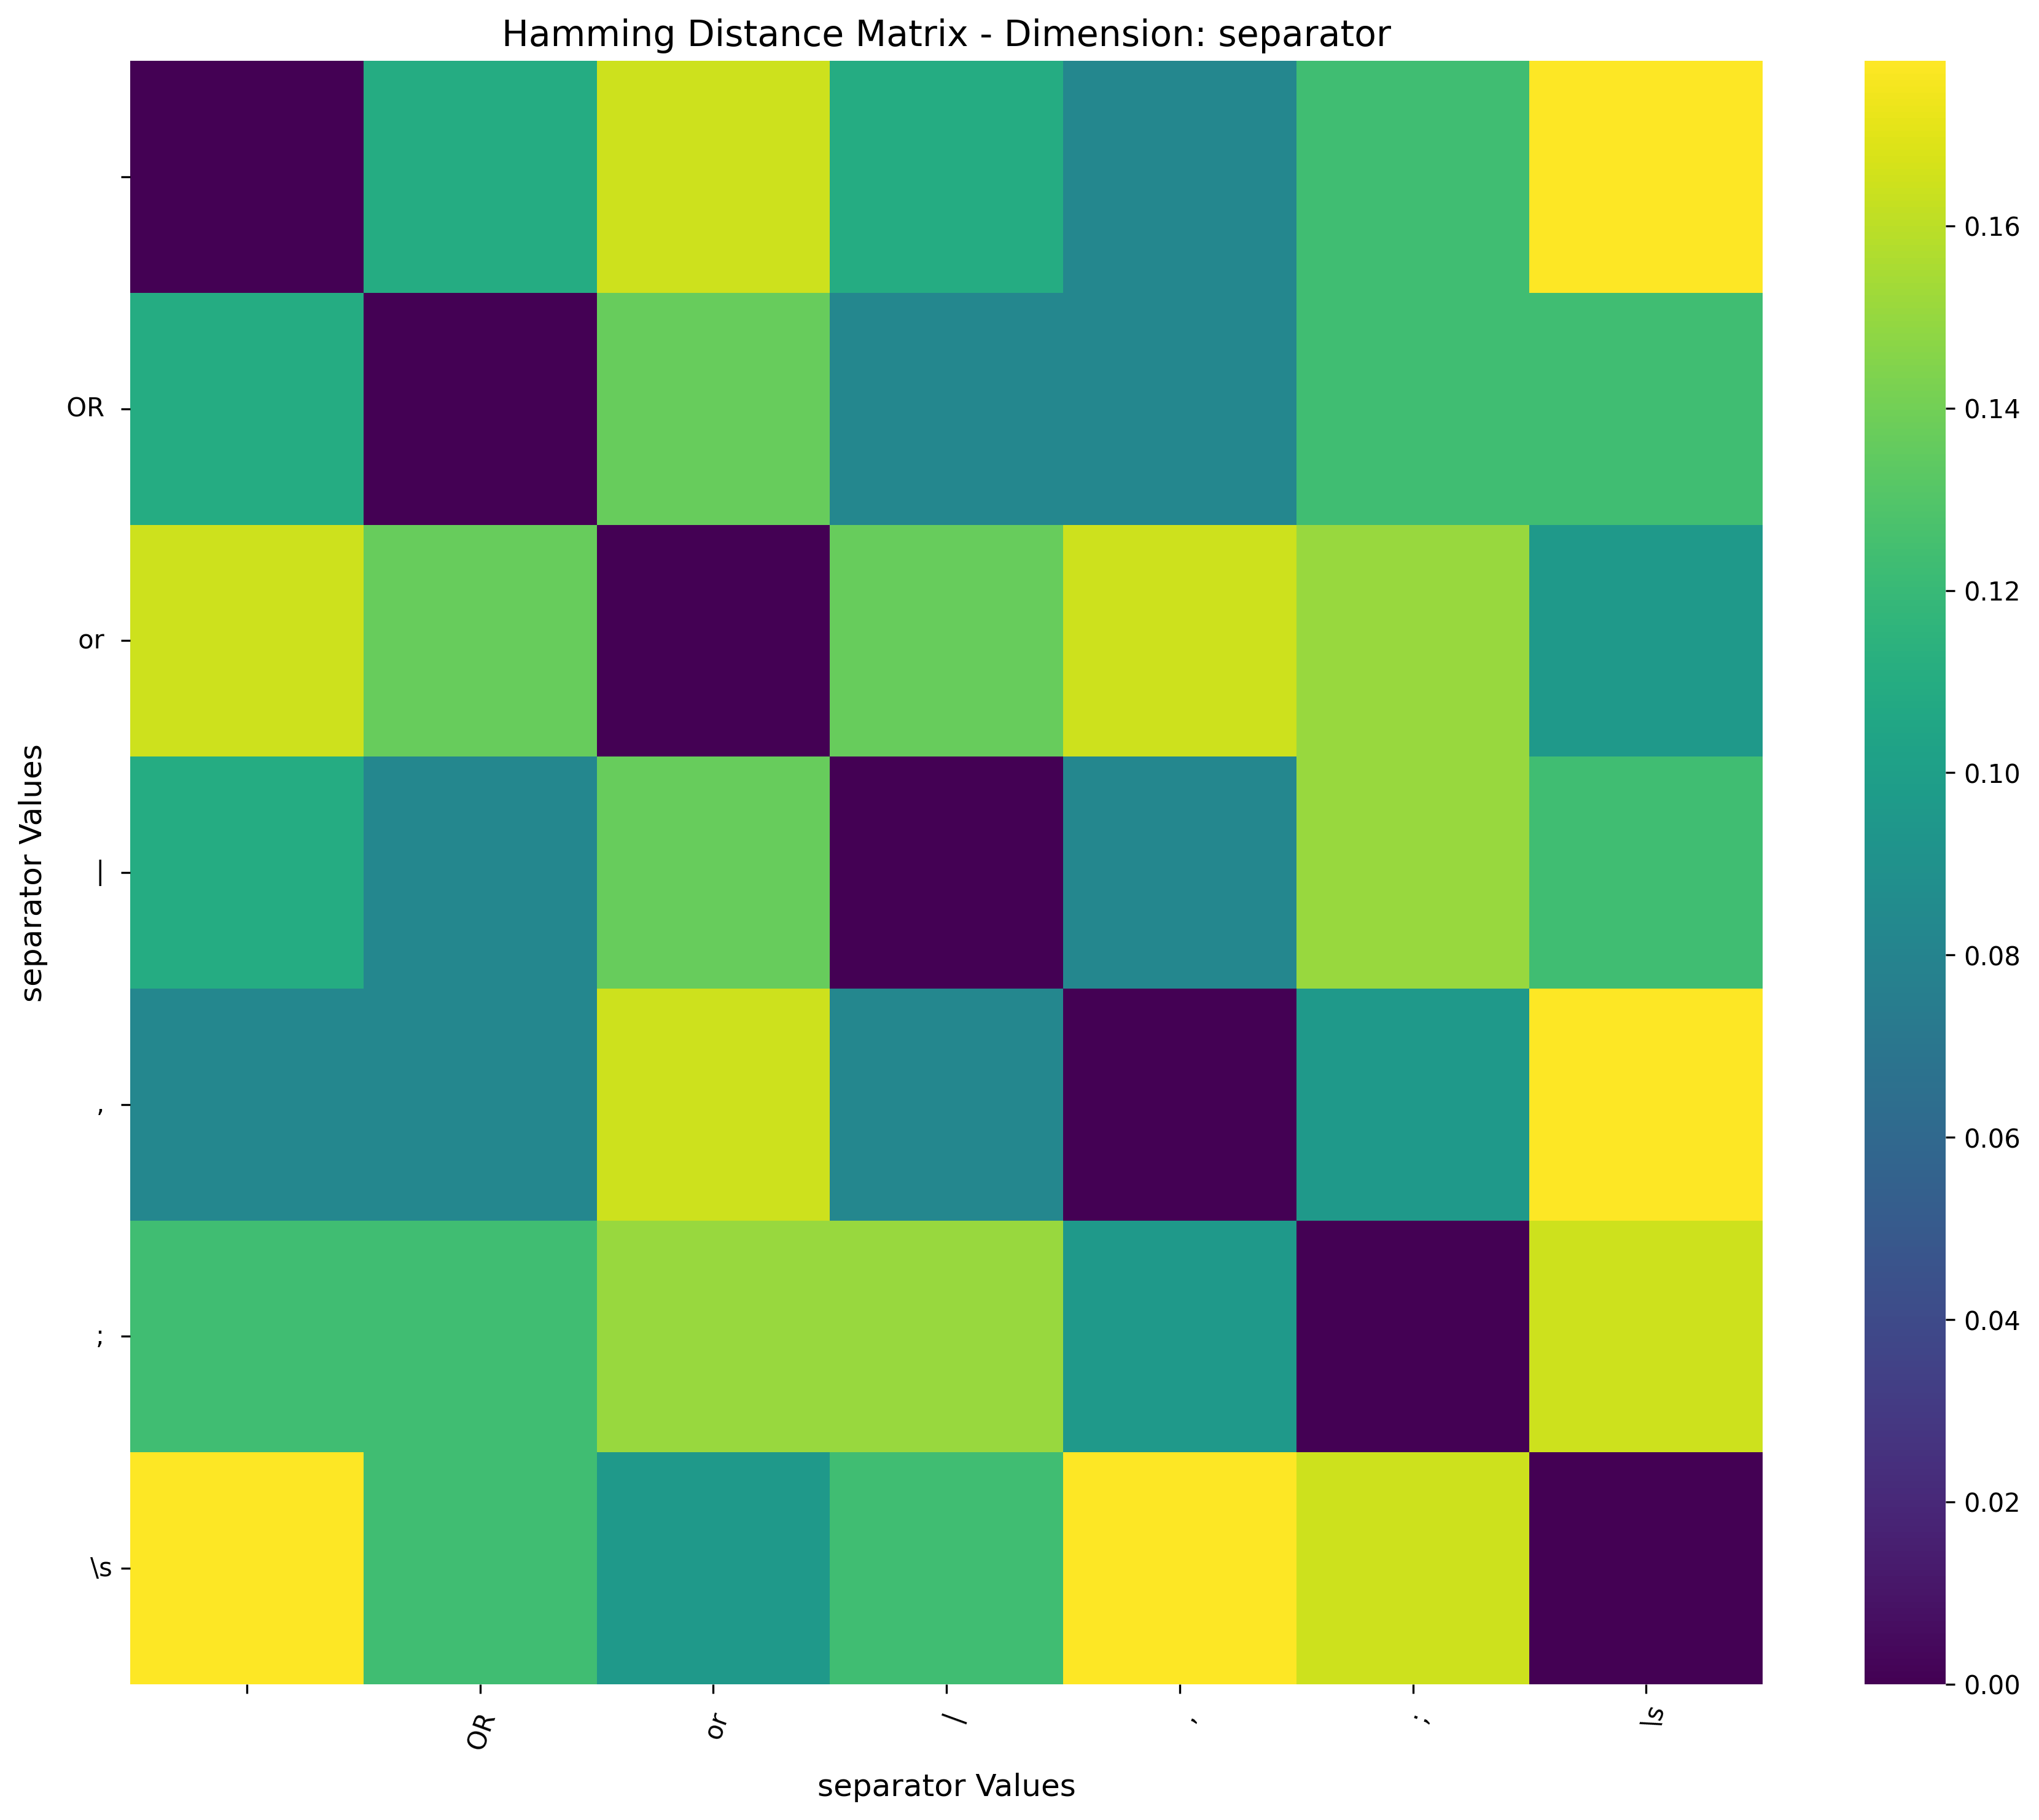 Hamming Distance Matrix - Dimension: separator
separator Values
OR
or
|
,
;
\s
OR
or
|
,
;
\s
separator Values
0.16
0.14
0.12
0.10
0.08
0.06
0.04
0.02
0.00